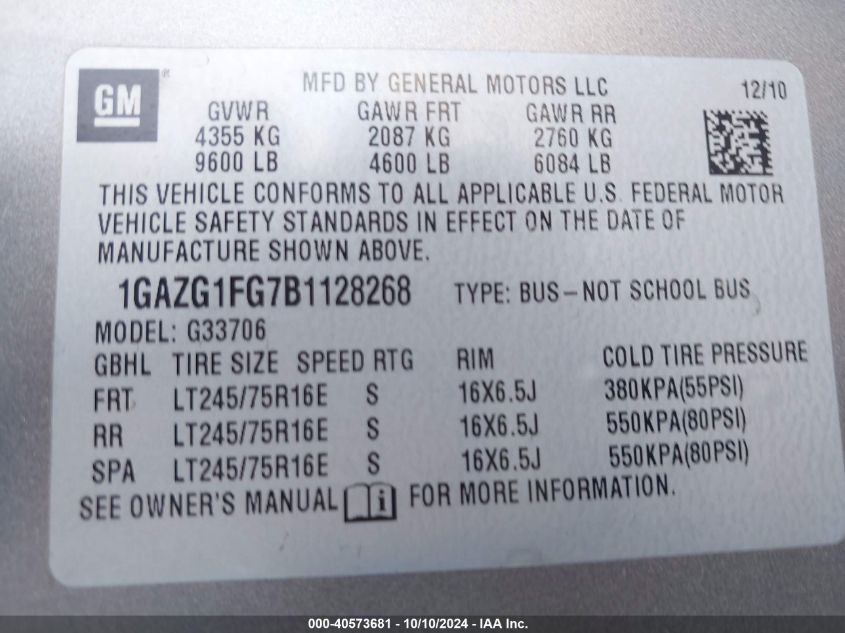 GM ®
MFD BY GENERAL MOTORS LLC 12/10
GVWR GAWR FRT GAWR RR
4355 KG 2087 KG 2760 KG
9600 LB 4600 LB 6084 LB
THIS VEHICLE CONFORMS TO ALL APPLICABLE U.S. FEDERAL MOTOR
VEHICLE SAFETY STANDARDS IN EFFECT ON THE DATE OF
MANUFACTURE SHOWN ABOVE.
1GAZG1FG7B1128268 TYPE: BUS – NOT SCHOOL BUS
MODEL: G33706
GBHL TIRE SIZE SPEED RTG RIM COLD TIRE PRESSURE
FRT LT245/75R16E S 16X6.5J 380KPA(55PSI)
RR LT245/75R16E S 16X6.5J 550KPA(80PSI)
SPA LT245/75R16E S 16X6.5J 550KPA(80PSI)
SEE OWNER'S MANUAL i FOR MORE INFORMATION.
000-40573681 - 10/10/2024 - IAA Inc.